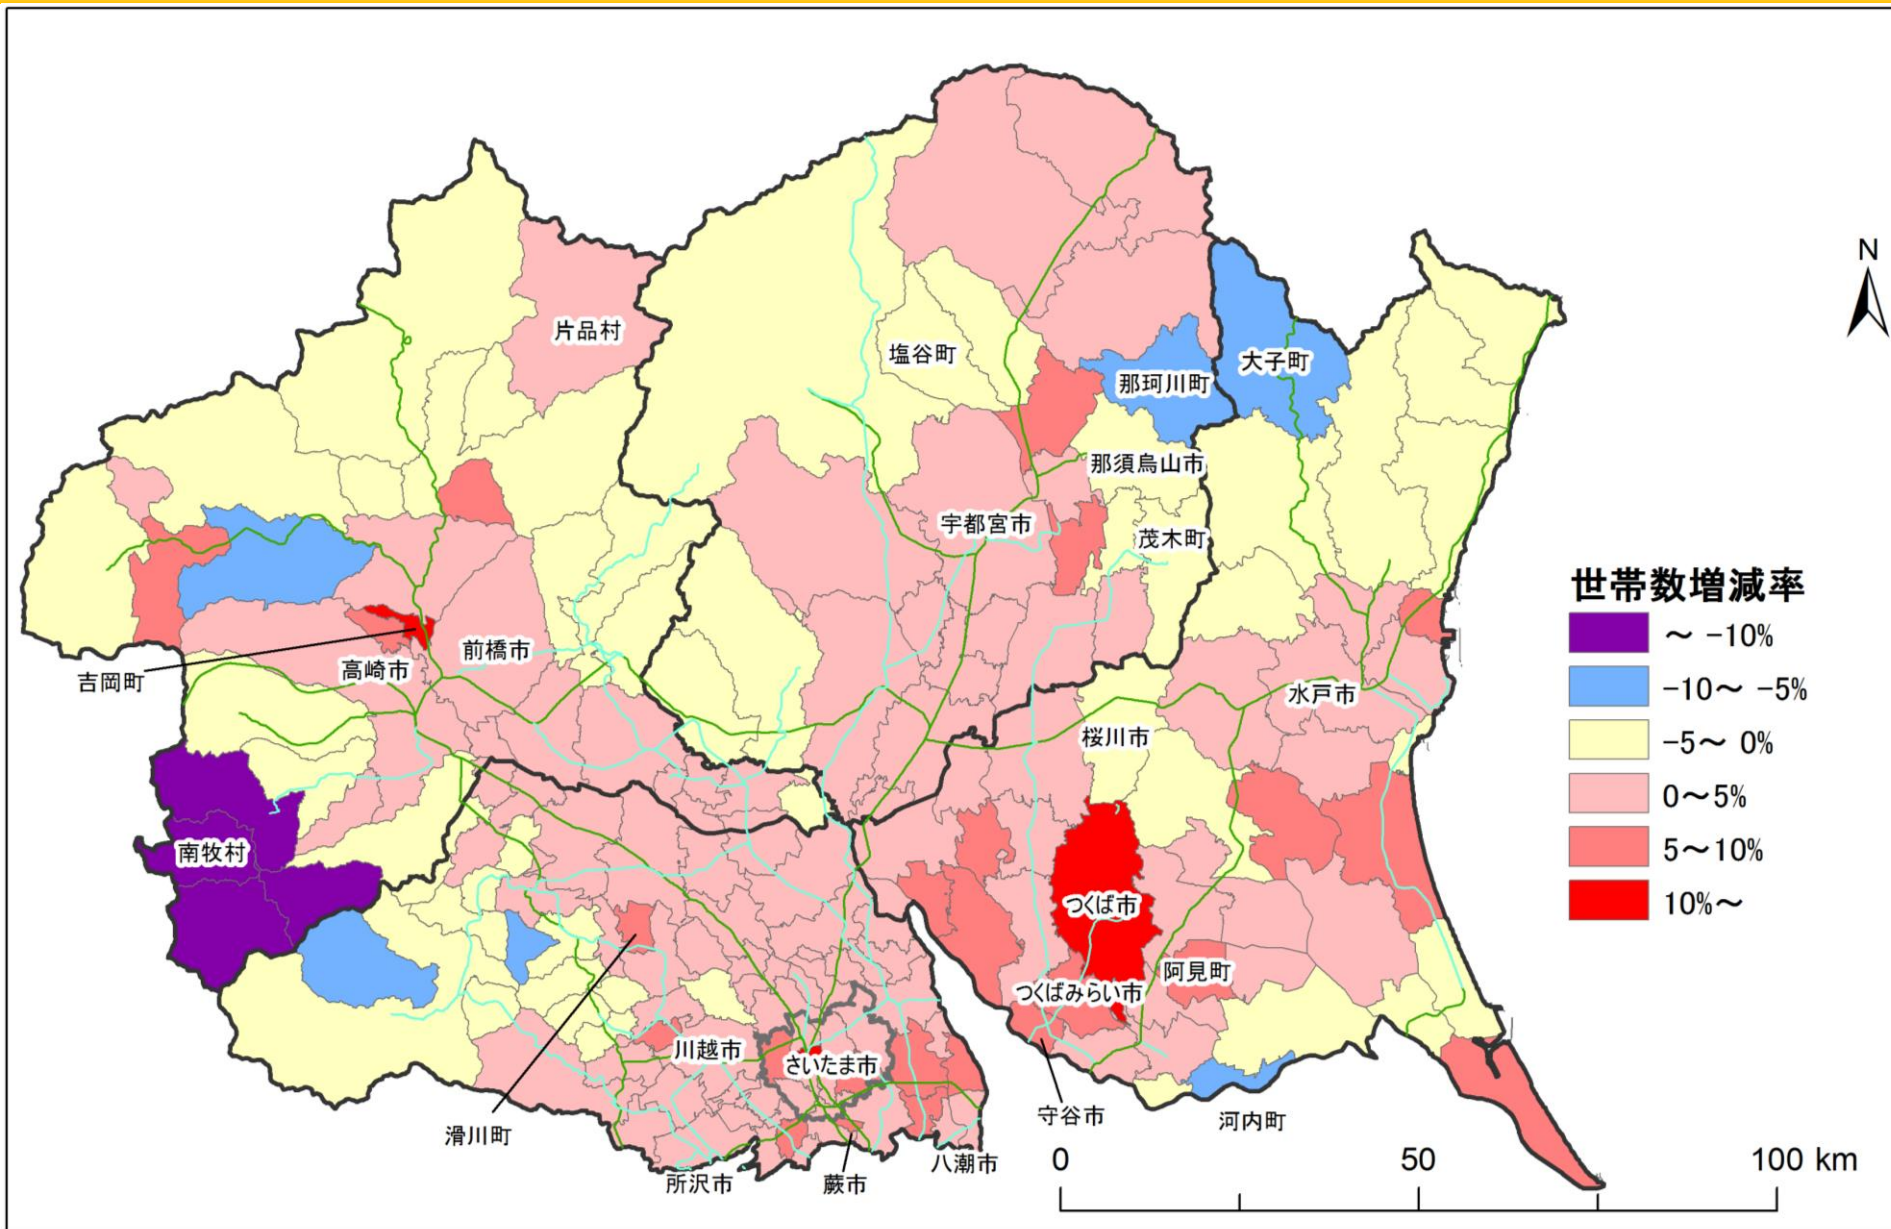 N
片品村
塩谷町
大子町
那珂川町
那須烏山市
宇都宮市
茂木町
世帯数増減率
～ -10%
-10～ -5%
-5～ 0%
0～5%
5～10%
10%～
前橋市
高崎市
吉岡町
水戸市
桜川市
南牧村
つくば市
阿見町
つくばみらい市
川越市
さいたま市
守谷市
河内町
滑川町
八潮市
所沢市
蕨市
0 50 100 km